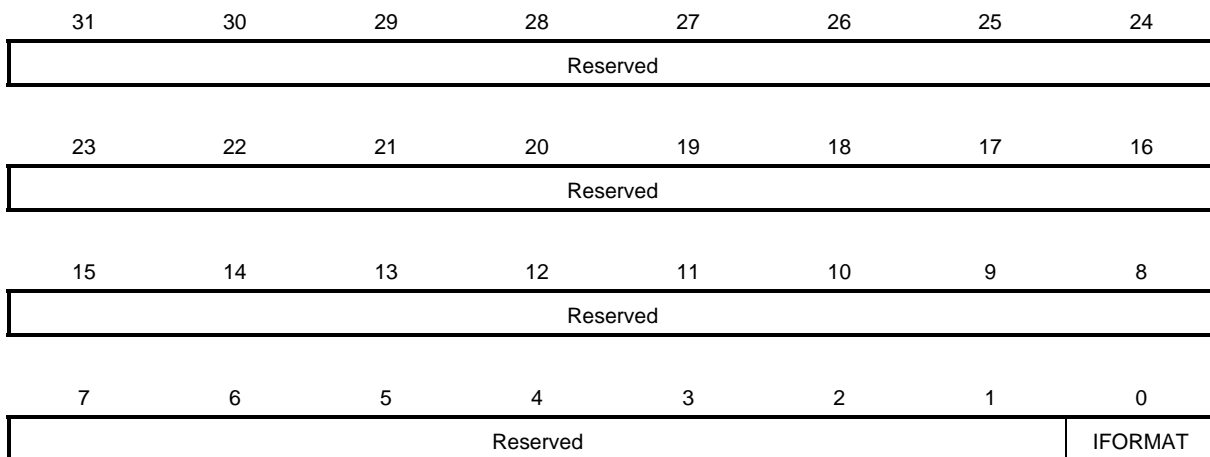 31 30 29 28 27 26 25 24
Reserved
23 22 21 20 19 18 17 16
Reserved
15 14 13 12 11 10 9 8
Reserved
7 6 5 4 3 2 1 0
Reserved IFORMAT